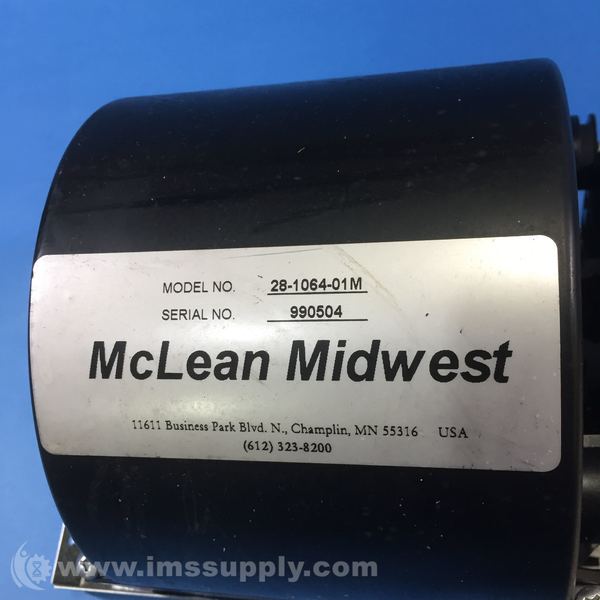 MODEL NO. 28-1064-01M
SERIAL NO. 990504
McLean Midwest
11611 Business Park Blvd. N., Champlin, MN 55316 USA
(612) 323-8200
www.imssupply.com